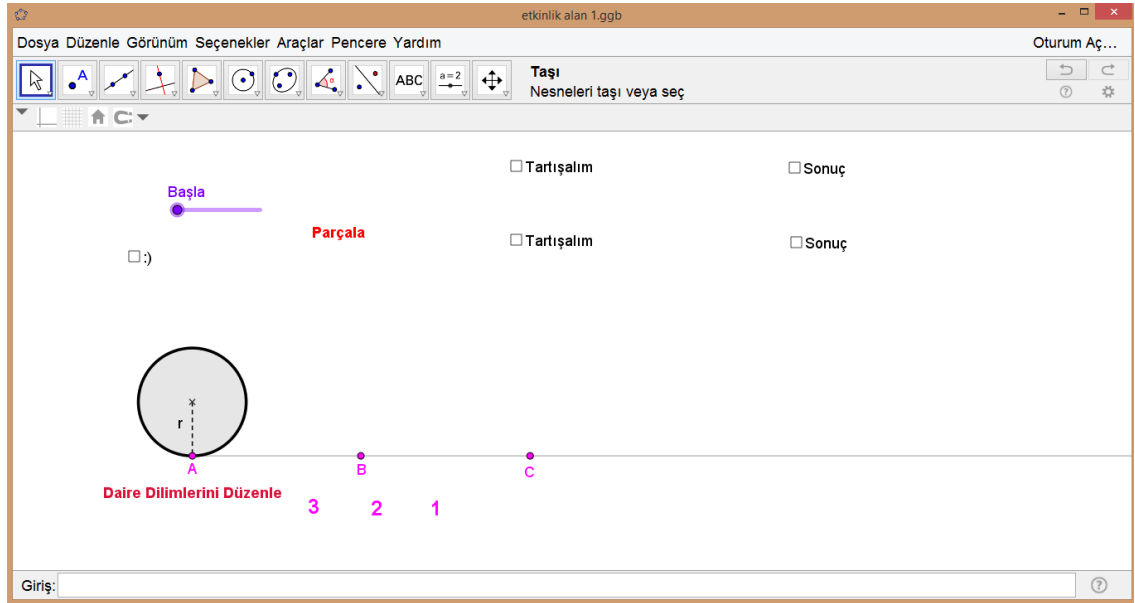 etkinlik alan 1.ggb
Dosya Düzenle Görünüm Seçenekler Araçlar Pencere Yardım
Oturum Aç...
A
ABC
a=2
Taşı
Nesneleri taşı veya seç
Tartışalım
Sonuç
Başla
Parçala
Tartışalım
Sonuç
:)
r
A
B
C
Daire Dilimlerini Düzenle
3
2
1
Giriş: